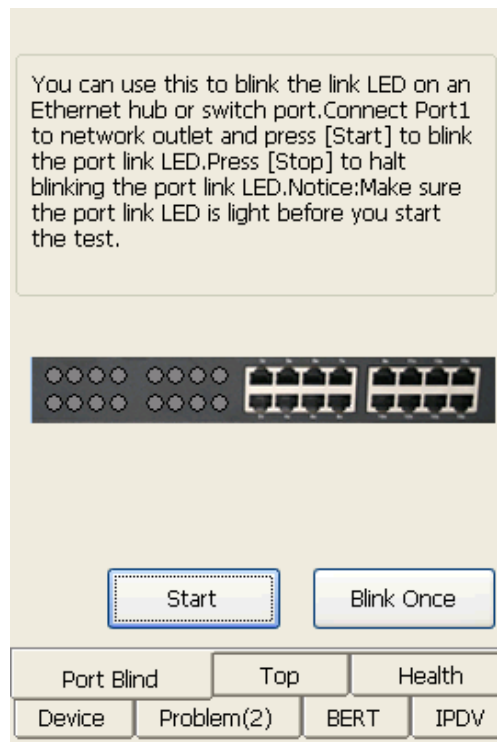 You can use this to blink the link LED on an
Ethernet hub or switch port.Connect Port1
to network outlet and press [Start] to blink
the port link LED.Press [Stop] to halt
blinking the port link LED.Notice:Make sure
the port link LED is light before you start
the test.
Start
Blink Once
Port Blind
Top
Health
Device
Problem(2)
BERT
IPDV